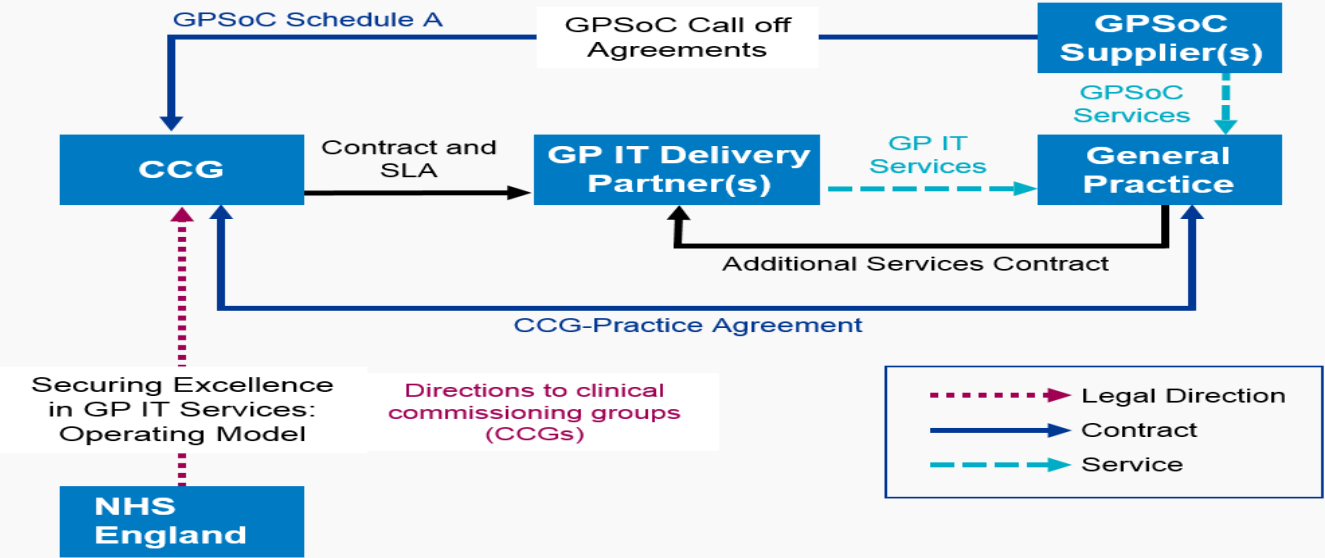 GPSoC Schedule A
GPSoC Call off
Agreements
GPSoC
Supplier(s)
GPSoC
Services
CCG
Contract and
SLA
GP IT Delivery
Partner(s)
GP IT
Services
General
Practice
Additional Services Contract
CCG-Practice Agreement
Securing Excellence
in GP IT Services:
Operating Model
Directions to clinical
commissioning groups
(CCGs)
Legal Direction
Contract
Service
NHS
England